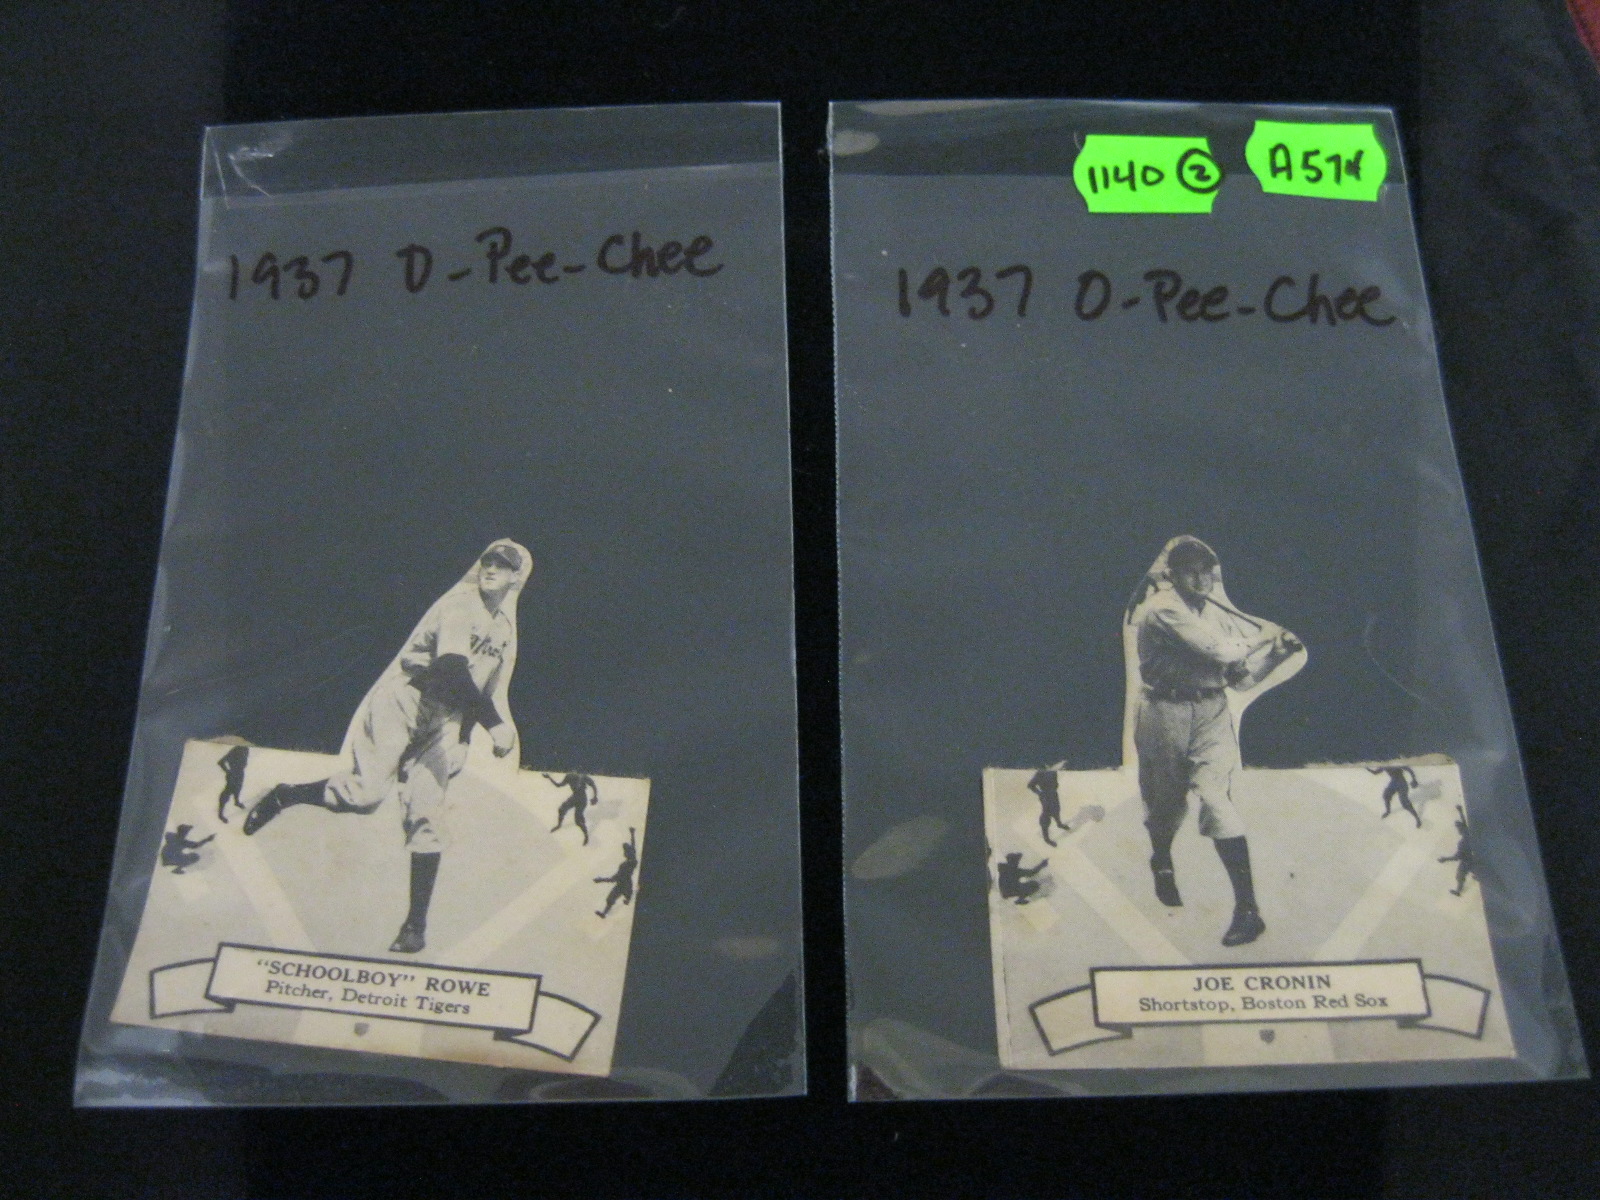 1937 O-Pee-Chee
"SCHOOLBOY" ROWE
Pitcher, Detroit Tigers
1140 2
1937 O-Pee-Chee
JOE CRONIN
Shortstop, Boston Red Sox